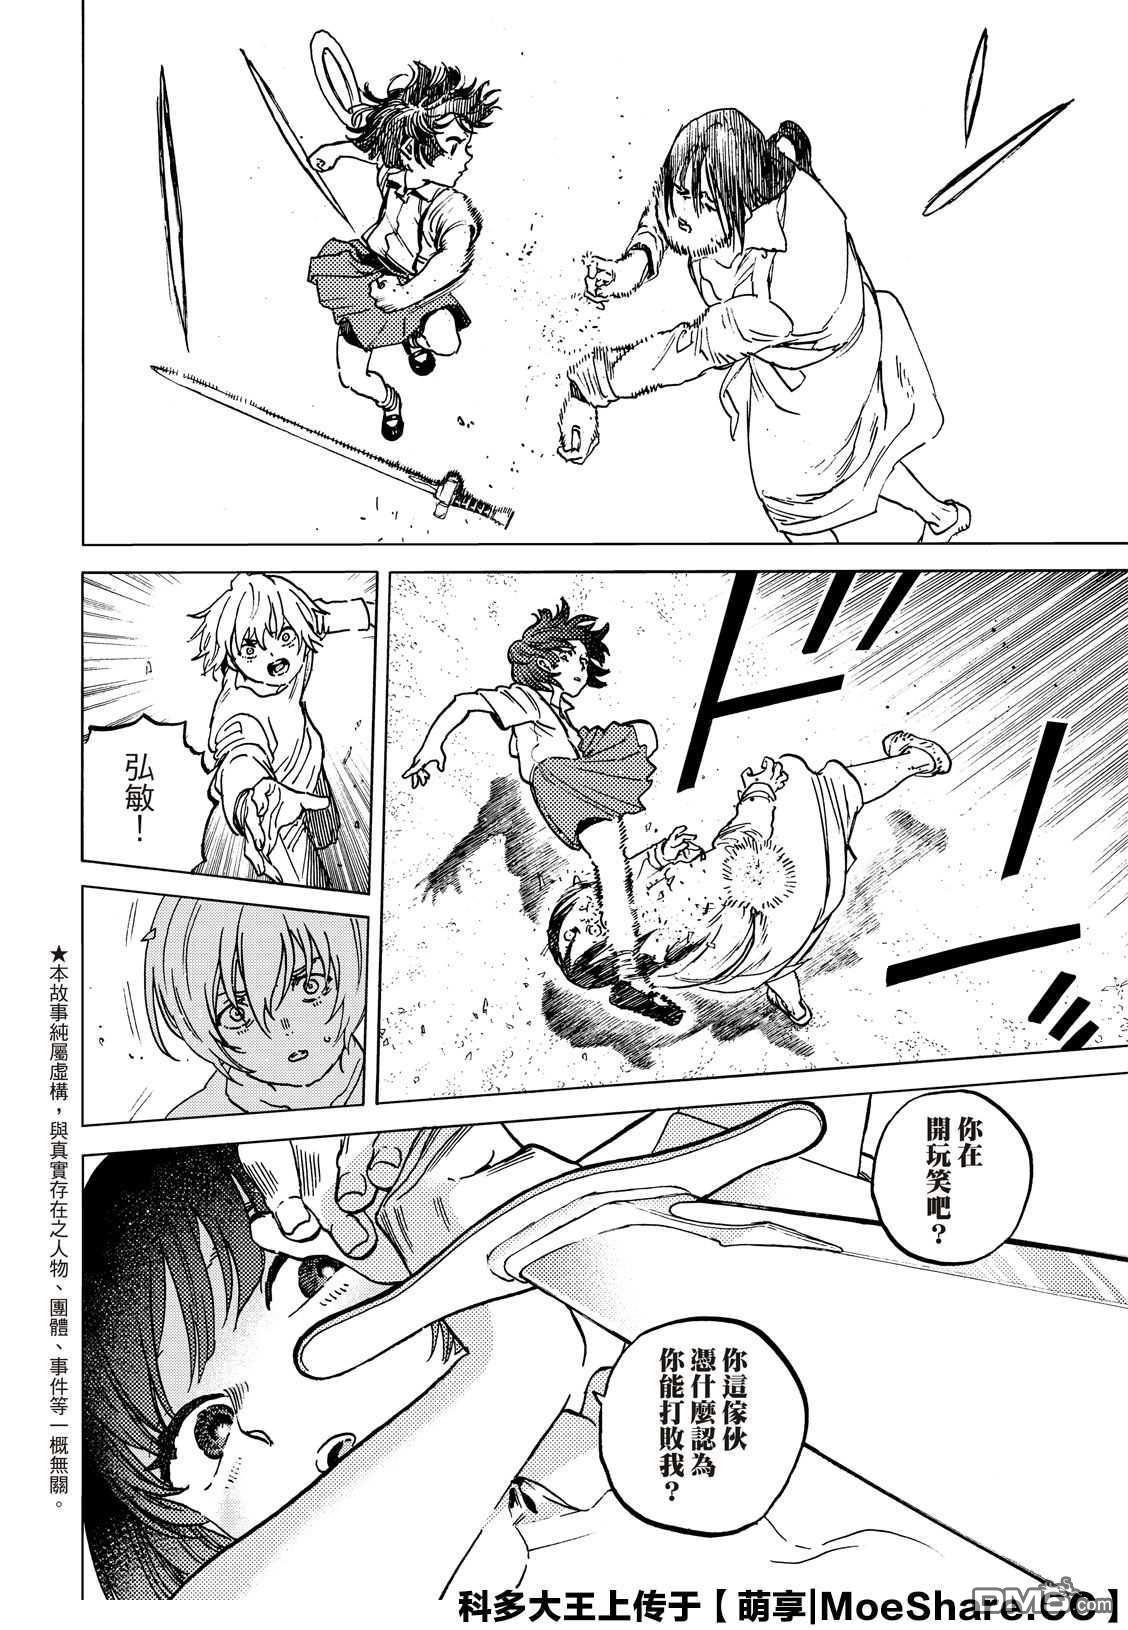 弘敏！
你在
開玩笑吧？
你這傢伙
憑什麼認為
你能打敗我？
★本故事純屬虛構，與真實存在之人物、團體、事件等一概無關。
科多大王上传于【萌享|MoeShare.CC】
DM5.com